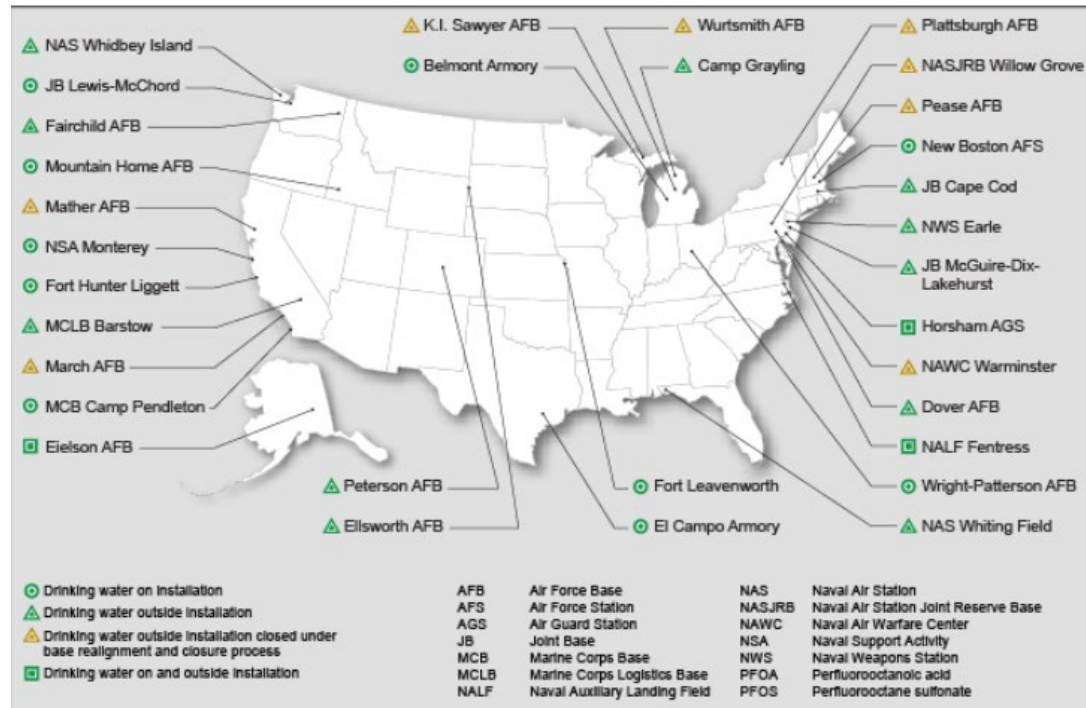 K.I. Sawyer AFB
Wurtsmith AFB
Plattsburgh AFB
NAS Whidbey Island
Belmont Armory
Camp Grayling
NASJRB Willow Grove
JB Lewis-McChord
Pease AFB
Fairchild AFB
New Boston AFS
Mountain Home AFB
JB Cape Cod
Mather AFB
NWS Earle
NSA Monterey
JB McGuire-Dix-
Lakehurst
Fort Hunter Liggett
MCLB Barstow
Horsham AGS
March AFB
NAWC Warminster
MCB Camp Pendleton
Dover AFB
Eielson AFB
NALF Fentress
Peterson AFB
Fort Leavenworth
Wright-Patterson AFB
Ellsworth AFB
El Campo Armory
NAS Whiting Field
Drinking water on installation
Drinking water outside installation
Drinking water outside installation closed under
base realignment and closure process
Drinking water on and outside installation
AFB Air Force Base
AFS Air Force Station
AGS Air Guard Station
JB Joint Base
MCB Marine Corps Base
MCLB Marine Corps Logistics Base
NALF Naval Auxiliary Landing Field
NAS Naval Air Station
NASJRB Naval Air Station Joint Reserve Base
NAWC Naval Air Warfare Center
NSA Naval Support Activity
NWS Naval Weapons Station
PFOA Perfluorooctanoic acid
PFOS Perfluorooctane sulfonate